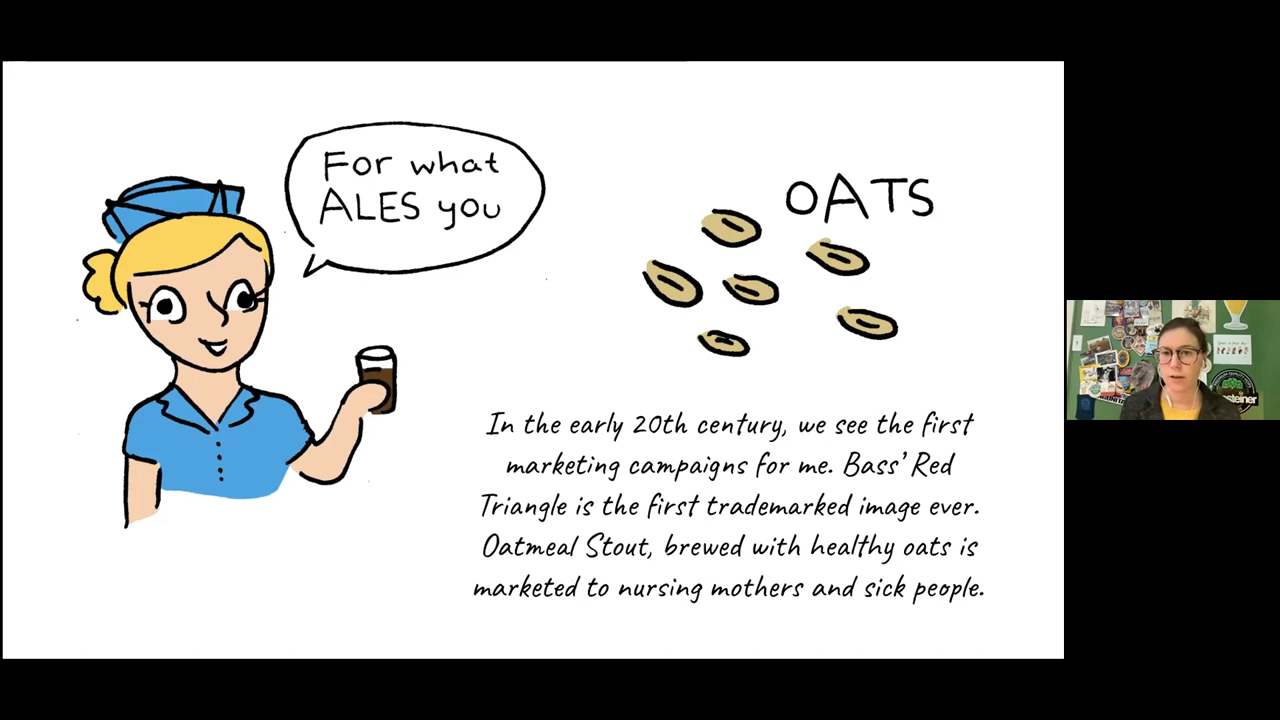 For what
ALES you
OATS
In the early 20th century, we see the first
marketing campaigns for me. Bass' Red
Triangle is the first trademarked image ever.
Oatmeal Stout, brewed with healthy oats is
marketed to nursing mothers and sick people.